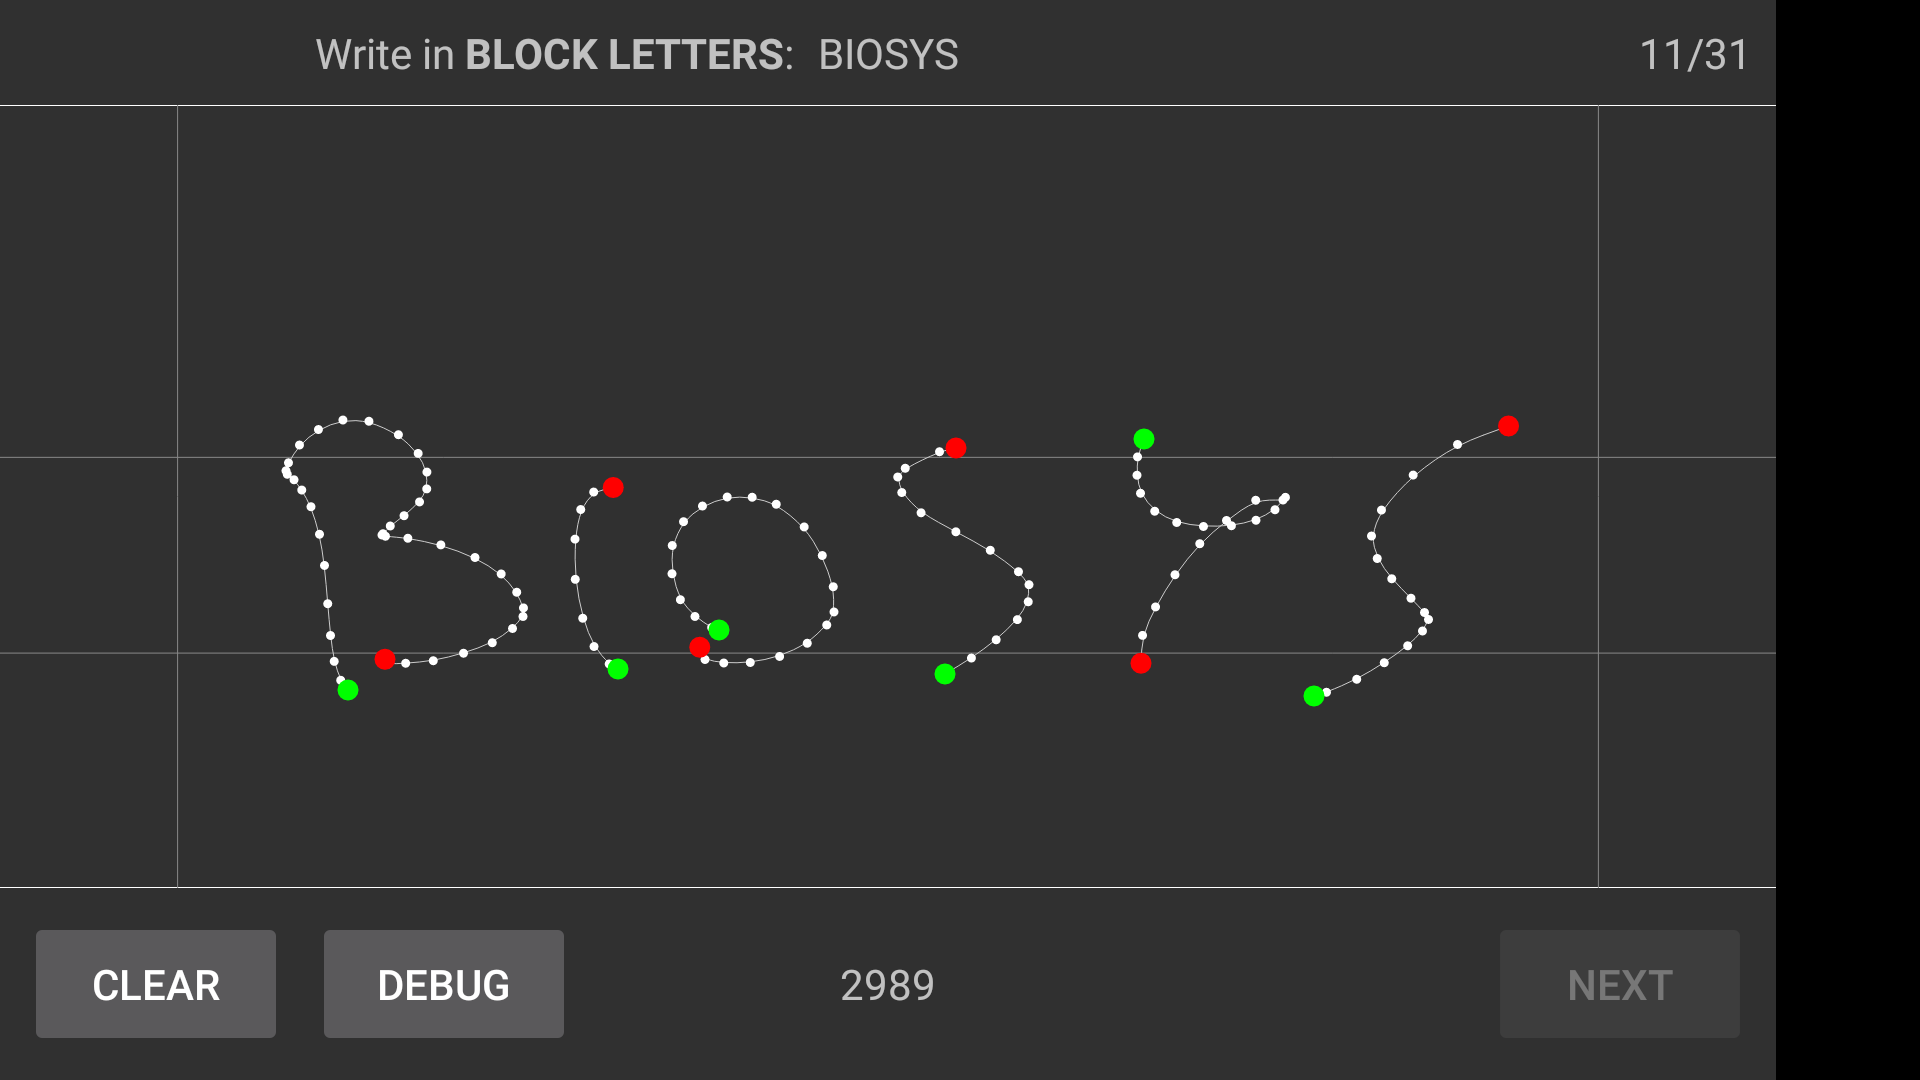 Write in BLOCK LETTERS: BIOSYS 11/31
BIOSYS
CLEAR DEBUG 2989 NEXT